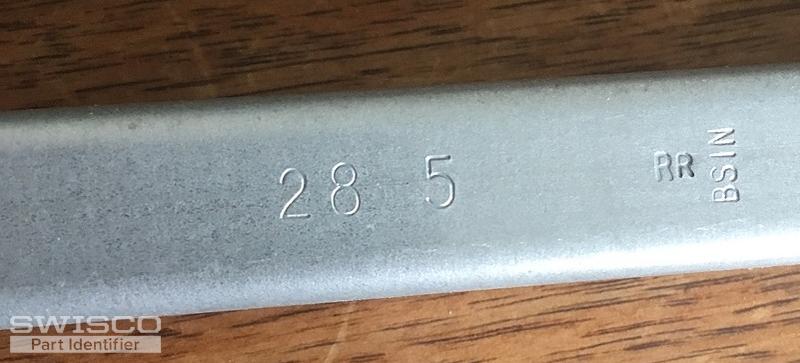 28 5 RR
BSIN
SWISCO
Part Identifier